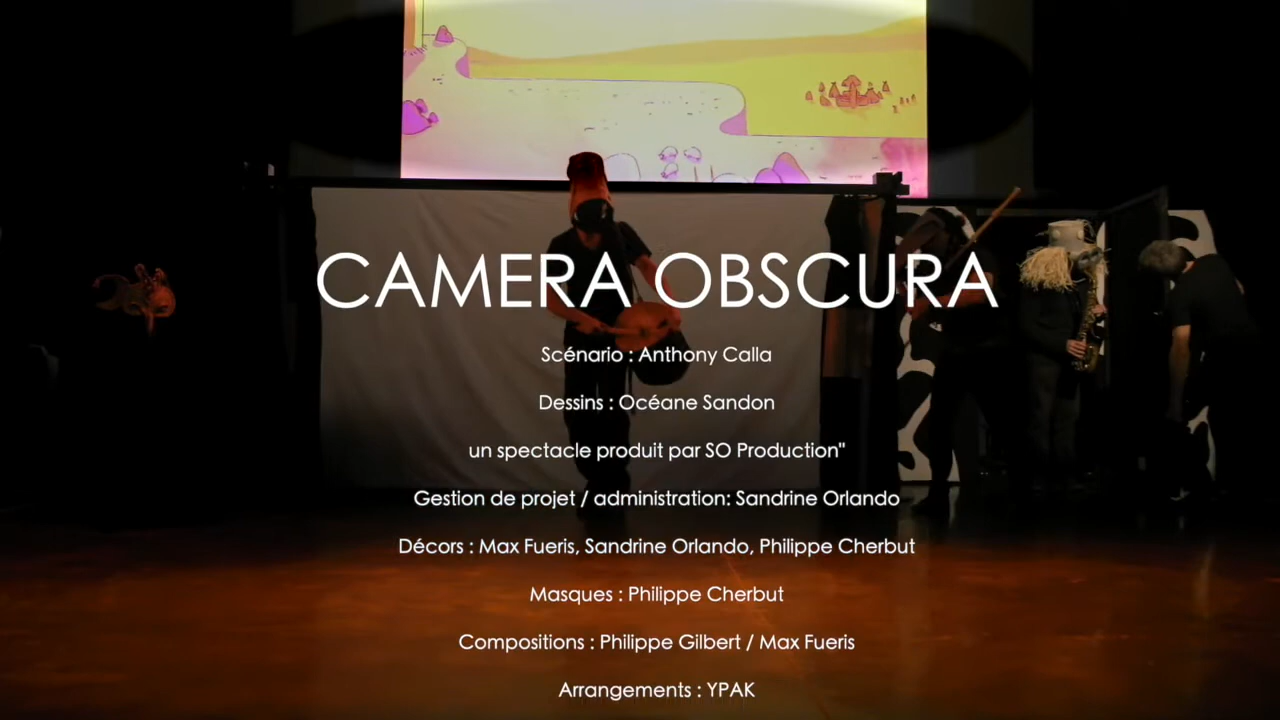 CAMERA OBSCURA
Scénario : Anthony Calla
Dessins : Océane Sandon
un spectacle produit par SO Production"
Gestion de projet / administration: Sandrine Orlando
Décors : Max Fueris, Sandrine Orlando, Philippe Cherbut
Masques : Philippe Cherbut
Compositions : Philippe Gilbert / Max Fueris
Arrangements : YPAK